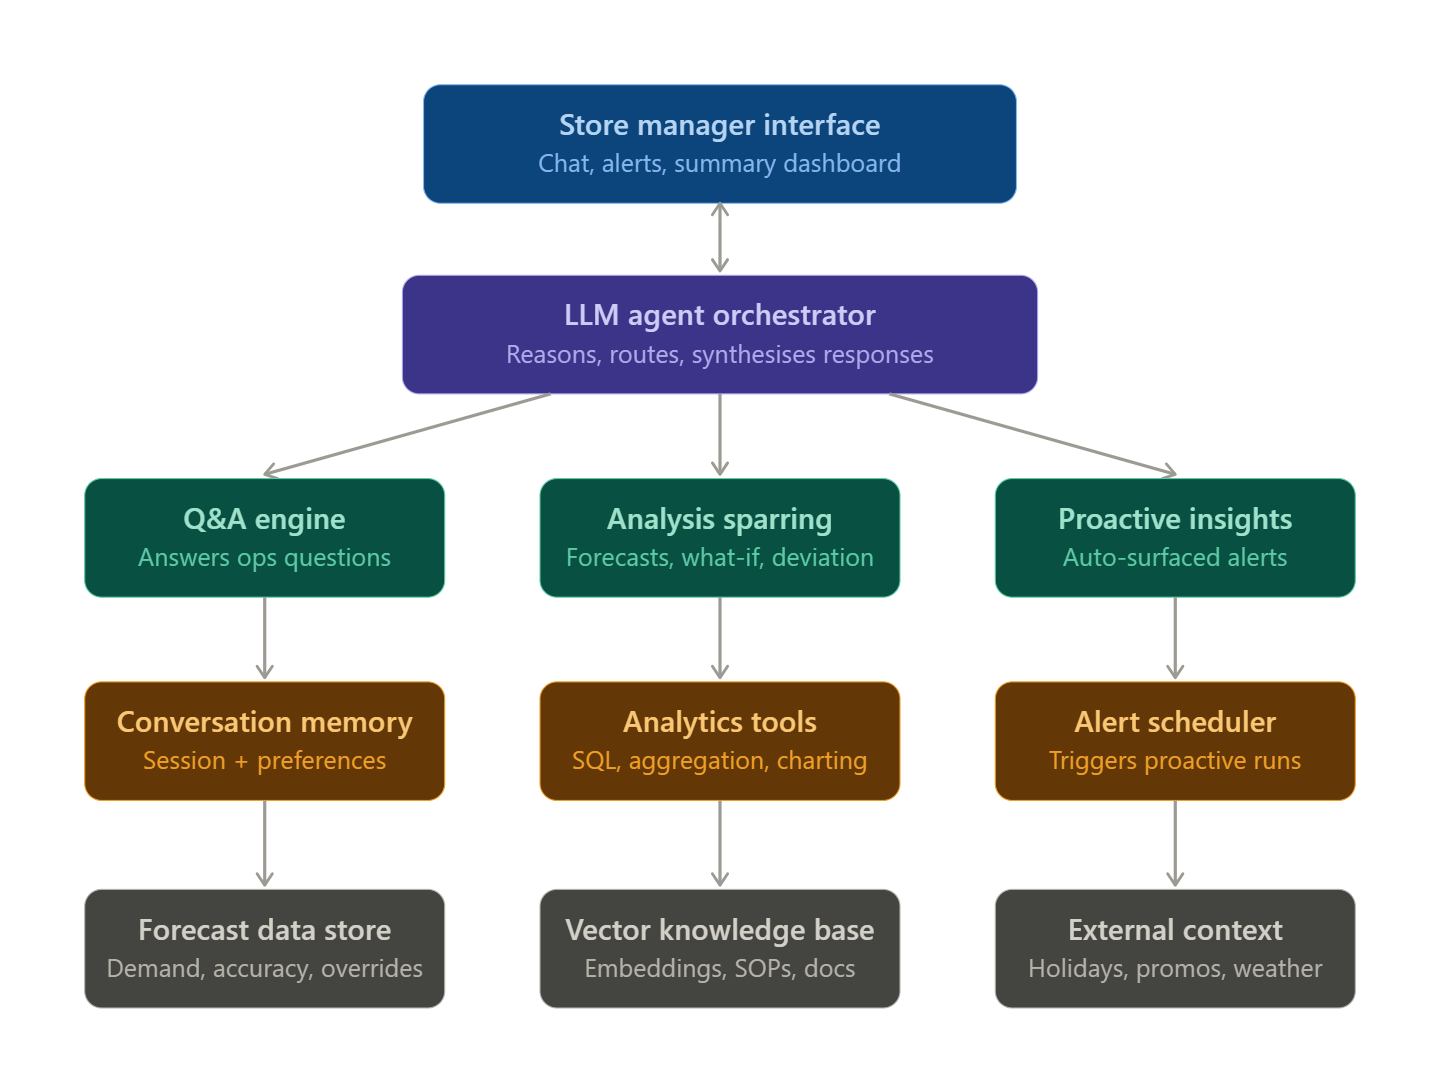 Store manager interface
Chat, alerts, summary dashboard
LLM agent orchestrator
Reasons, routes, synthesises responses
Q&A engine
Answers ops questions
Analysis sparring
Forecasts, what-if, deviation
Proactive insights
Auto-surfaced alerts
Conversation memory
Session + preferences
Analytics tools
SQL, aggregation, charting
Alert scheduler
Triggers proactive runs
Forecast data store
Demand, accuracy, overrides
Vector knowledge base
Embeddings, SOPs, docs
External context
Holidays, promos, weather